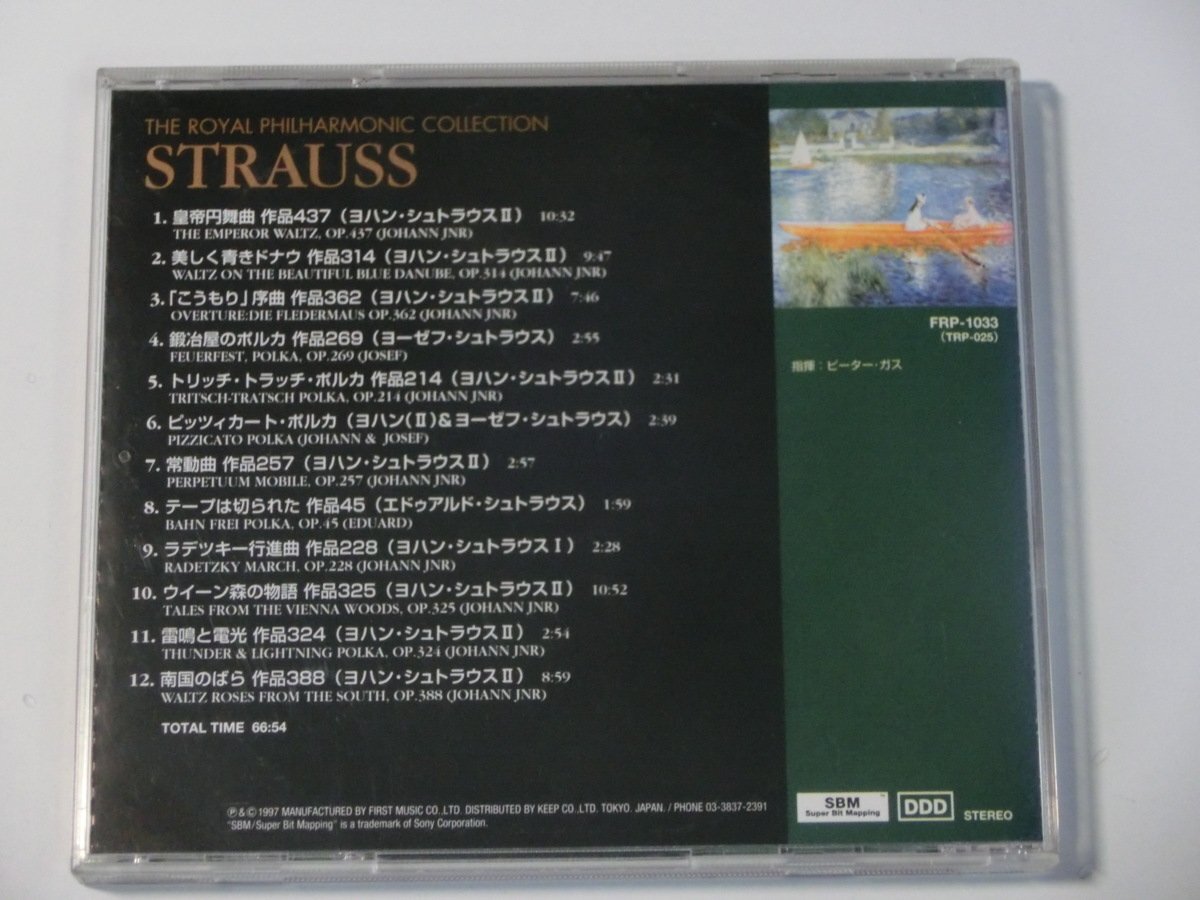 THE ROYAL PHILHARMONIC COLLECTION
STRAUSS
1. 皇帝円舞曲 作品437（ヨハン・シュトラウスⅡ） 10:32
THE EMPEROR WALTZ, OP.437 (JOHANN JNR)
2. 美しく青きドナウ 作品314（ヨハン・シュトラウスⅡ） 9:47
WALTZ ON THE BEAUTIFUL BLUE DANUBE, OP.314 (JOHANN JNR)
3.「こうもり」序曲 作品362（ヨハン・シュトラウスⅡ） 7:46
OVERTURE:DIE FLEDERMAUS OP.362 (JOHANN JNR)
4. 鍛冶屋のポルカ 作品269（ヨーゼフ・シュトラウス） 2:55
FEUERFEST, POLKA, OP.269 (JOSEF)
5. トリッチ・トラッチ・ポルカ 作品214（ヨハン・シュトラウスⅡ） 2:31
TRITSCH-TRATSCH POLKA, OP.214 (JOHANN JNR)
6. ピッツィカート・ポルカ（ヨハン(Ⅱ)&ヨーゼフ・シュトラウス） 2:39
PIZZICATO POLKA (JOHANN & JOSEF)
7. 常動曲 作品257（ヨハン・シュトラウスⅡ） 2:57
PERPETUUM MOBILE, OP.257 (JOHANN JNR)
8. テープは切られた 作品45（エドゥアルド・シュトラウス） 1:59
BAHN FREI POLKA, OP.45 (EDUARD)
9. ラデツキー行進曲 作品228（ヨハン・シュトラウスⅠ） 2:28
RADETZKY MARCH, OP.228 (JOHANN JNR)
10. ウイーン森の物語 作品325（ヨハン・シュトラウスⅡ） 10:52
TALES FROM THE VIENNA WOODS, OP.325 (JOHANN JNR)
11. 雷鳴と電光 作品324（ヨハン・シュトラウスⅡ） 2:54
THUNDER & LIGHTNING POLKA, OP.324 (JOHANN JNR)
12. 南国のばら 作品388（ヨハン・シュトラウスⅡ） 8:59
WALTZ ROSES FROM THE SOUTH, OP.388 (JOHANN JNR)
TOTAL TIME 66:54
FRP-1033
(TRP-025)
指揮：ピーター・ガス
℗&© 1997 MANUFACTURED BY FIRST MUSIC CO.,LTD. DISTRIBUTED BY KEEP CO.,LTD. TOKYO. JAPAN. / PHONE 03-3837-2391
"SBM/Super Bit Mapping" is a trademark of Sony Corporation.
SBM
Super Bit Mapping
DDD
STEREO